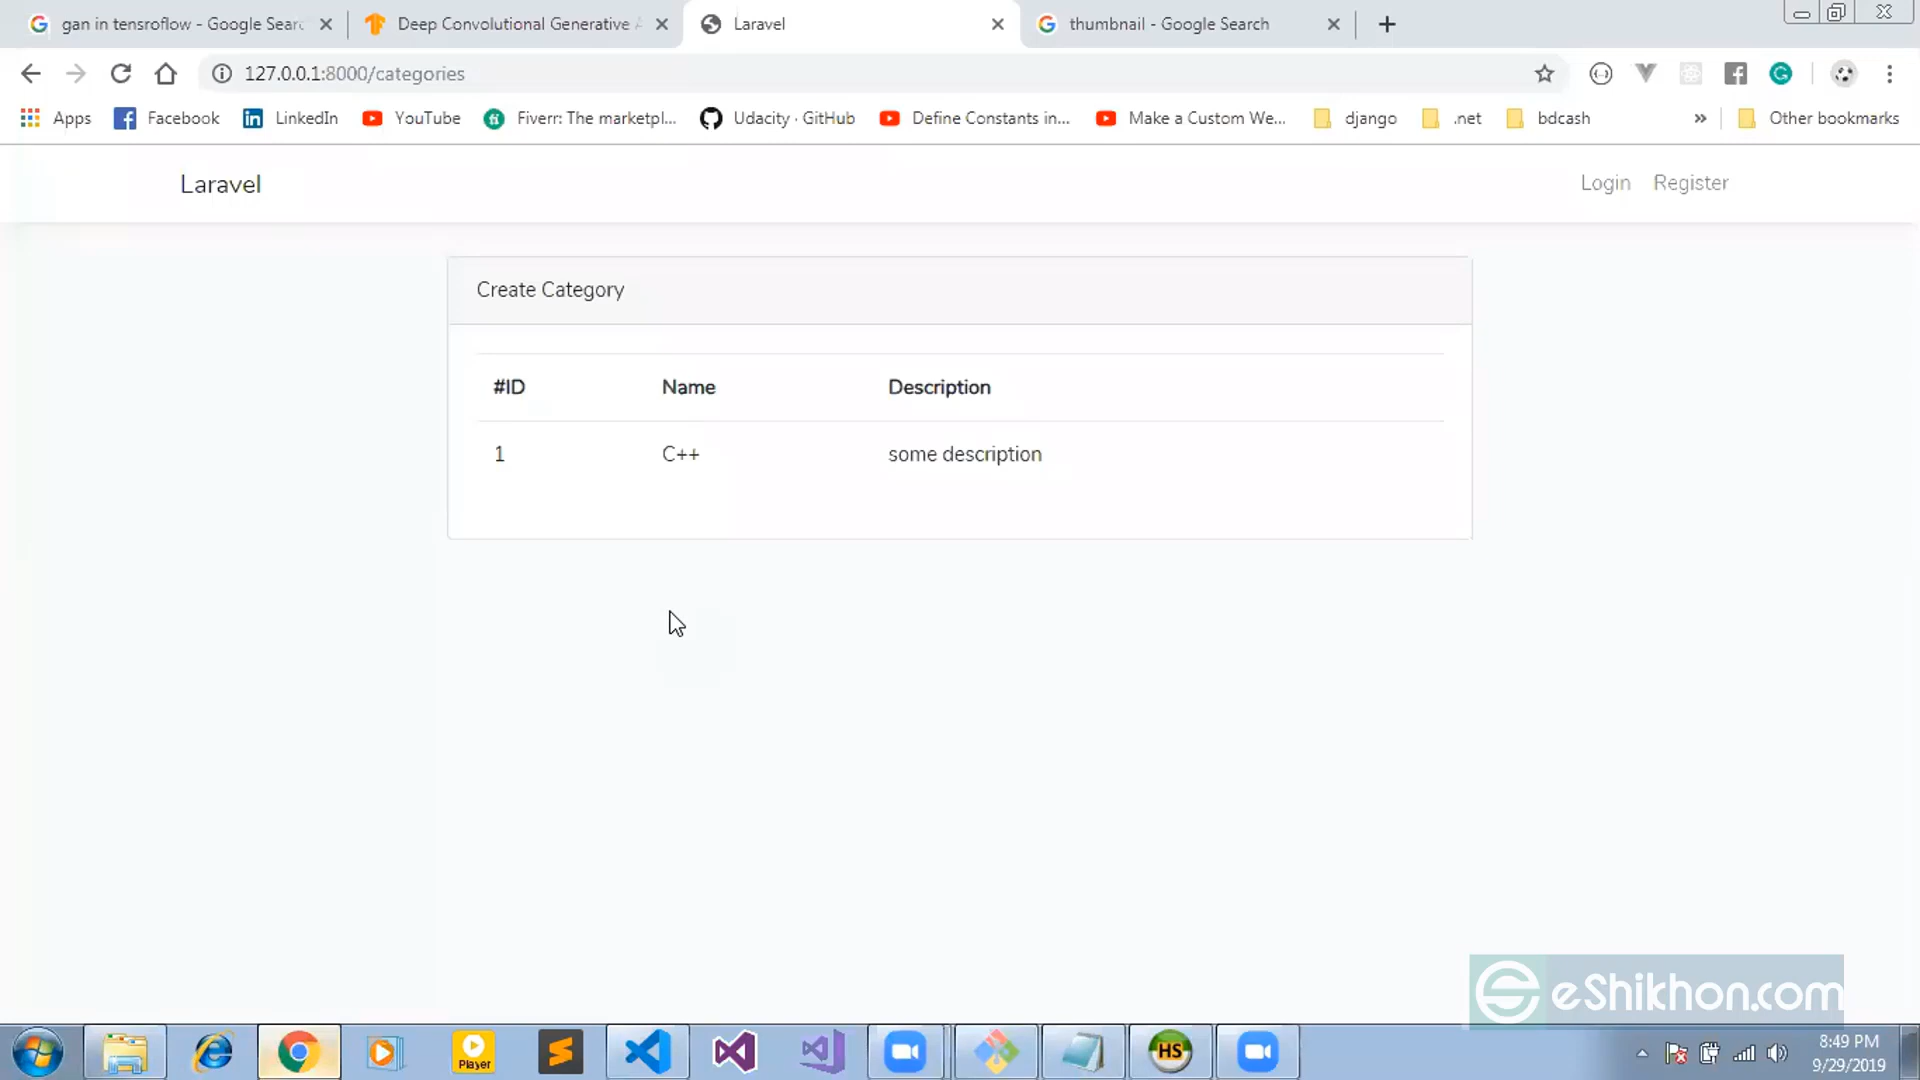 gan in tensroflow - Google Searc
Deep Convolutional Generative A
Laravel
thumbnail - Google Search
127.0.0.1:8000/categories
Apps
Facebook
LinkedIn
YouTube
Fiverr: The marketpl...
Udacity · GitHub
Define Constants in...
Make a Custom We...
django
.net
bdcash
»
Other bookmarks
Laravel
Login
Register
Create Category
#ID Name Description
1 C++ some description
eShikhon.com
Player
HS
8:49 PM
9/29/2019